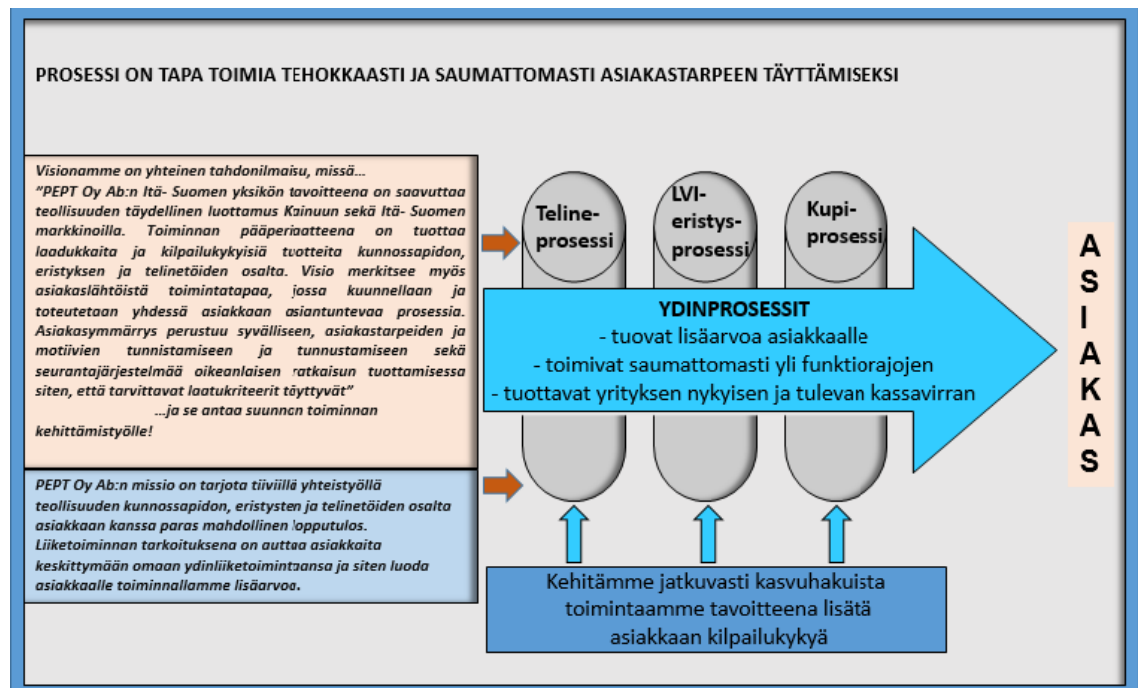 PROSESSI ON TAPA TOIMIA TEHOKKAASTI JA SAUMATTOMASTI ASIAKASTARPEEN TÄYTTÄMISEKSI
Visionamme on yhteinen tahdonilmaisu, missä...
"PEPT Oy Ab:n Itä- Suomen yksikön tavoitteena on saavuttaa
teollisuuden täydellinen luottamus Kainuun sekä Itä- Suomen
markkinoilla. Toiminnan pääperiaatteena on tuottaa
laadukkaita ja kilpailukykyisiä tuotteita kunnossapidon,
eristyksen ja telinetöiden osalta. Visio merkitsee myös
asiakaslähtöistä toimintatapaa, jossa kuunnellaan ja
toteutetaan yhdessä asiakkaan asiantuntevaa prosessia.
Asiakasymmärrys perustuu syvälliseen, asiakastarpeiden ja
motiivien tunnistamiseen ja tunnustamiseen sekä
seurantajärjestelmää oikeanlaisen ratkaisun tuottamisessa
siten, että tarvittavat laatukriteerit täyttyvät"
...ja se antaa suunnan toiminnan
kehittämistyölle!
PEPT Oy Ab:n missio on tarjota tiiviillä yhteistyöllä
teollisuuden kunnossapidon, eristysten ja telinetöiden osalta
asiakkaan kanssa paras mahdollinen lopputulos.
Liiketoiminnan tarkoituksena on auttaa asiakkaita
keskittymään omaan ydinliiketoimintaansa ja siten luoda
asiakkaalle toiminnallamme lisäarvoa.
Teline-
prosessi
LVI-
eristys-
prosessi
Kupi-
prosessi
YDINPROSESSIT
- tuovat lisäarvoa asiakkaalle
- toimivat saumattomasti yli funktiorajojen
- tuottavat yrityksen nykyisen ja tulevan kassavirran
Kehitämme jatkuvasti kasvuhakuista
toimintaamme tavoitteena lisätä
asiakkaan kilpailukykyä
ASIAKAS